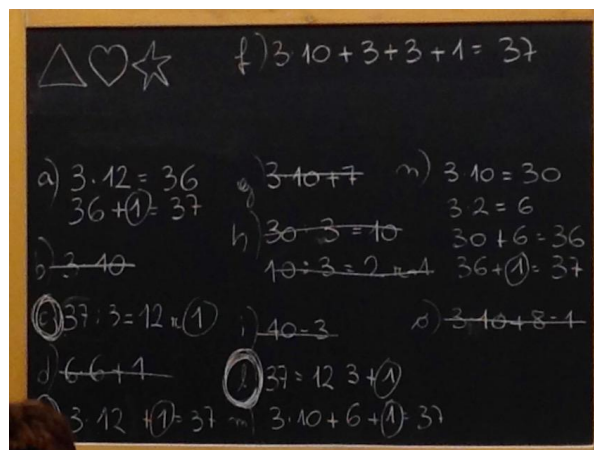 f) 3·10+3+3+1= 37
a) 3·12 = 36
36+1= 37
b) 3·10
c) 37:3=12 r 1
d) 6·6+1
3·12 +1= 37
g) 3·10+7
h) 30 3 = 10
10:3=2 r 1
i) 40-3
l) 37= 12 3+1
m) 3·10+6+1= 37
n) 3·10=30
3·2=6
30+6=36
36+1=37
o) 3·10+8-1